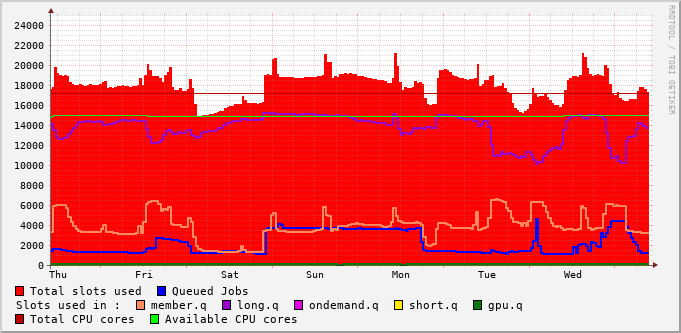 24000
22000
20000
18000
16000
14000
12000
10000
8000
6000
4000
2000
0
Thu Fri Sat Sun Mon Tue Wed
RRDTOOL / TOBI OETIKER
Total slots used Queued Jobs
Slots used in : member.q long.q ondemand.q short.q gpu.q
Total CPU cores Available CPU cores